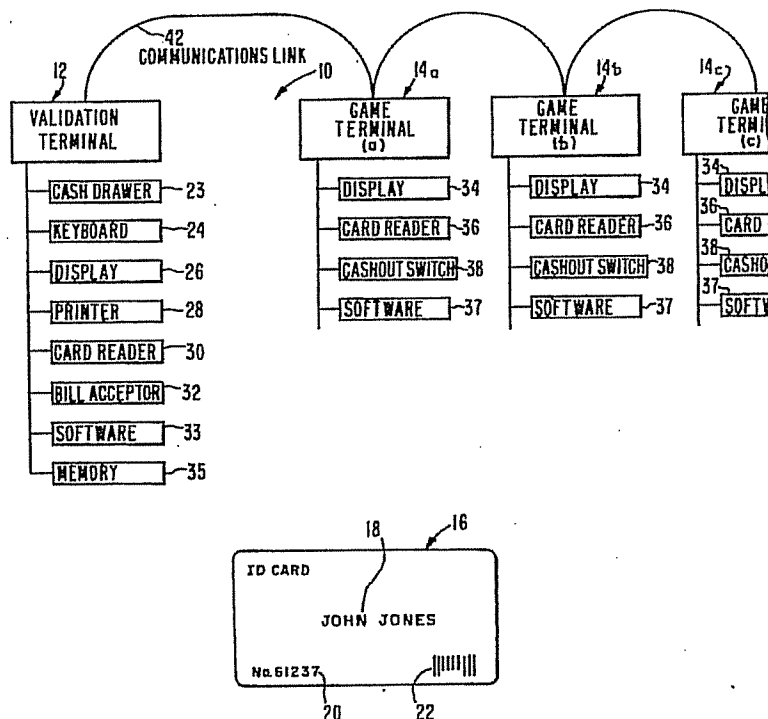 42
COMMUNICATIONS LINK
12
10
14a
14b
14c
VALIDATION
TERMINAL
GAME
TERMINAL
(a)
GAME
TERMINAL
(b)
GAME
(c)
CASH DRAWER 23
KEYBOARD 24
DISPLAY 26
PRINTER 28
CARD READER 30
BILL ACCEPTOR 32
SOFTWARE 33
MEMORY 35
DISPLAY 34
CARD READER 36
CASHOUT SWITCH 38
SOFTWARE 37
DISPLAY 34
CARD READER 36
CASHOUT SWITCH 38
SOFTWARE 37
34
36
CARD
38
37
18
16
ID CARD
JOHN JONES
No.61237
20
22